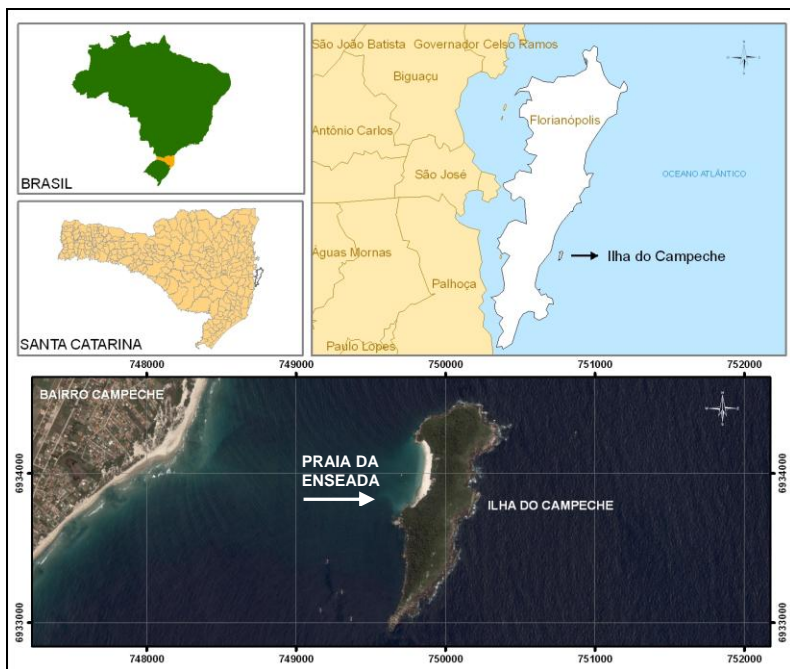 BRASIL
SANTA CATARINA
São João Batista
Governador Celso Ramos
Biguaçu
Antônio Carlos
Florianópolis
São José
OCEANO ATLÂNTICO
Águas Mornas
Ilha do Campeche
Palhoça
Paulo Lopes
748000
749000
750000
751000
752000
BAIRRO CAMPECHE
PRAIA DA
ENSEADA
ILHA DO CAMPECHE
6934000
6934000
6933000
6933000
748000
749000
750000
751000
752000